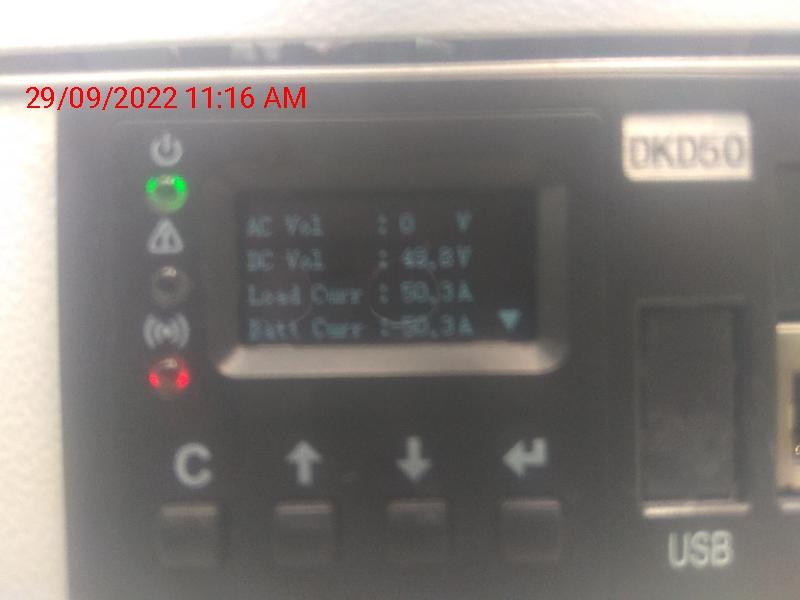 29/09/2022 11:16 AM
DKD50
AC Vol : 0 V
DC Vol : 49.8V
Load Curr : 50.3A
Batt Curr :-50.3A
C
USB